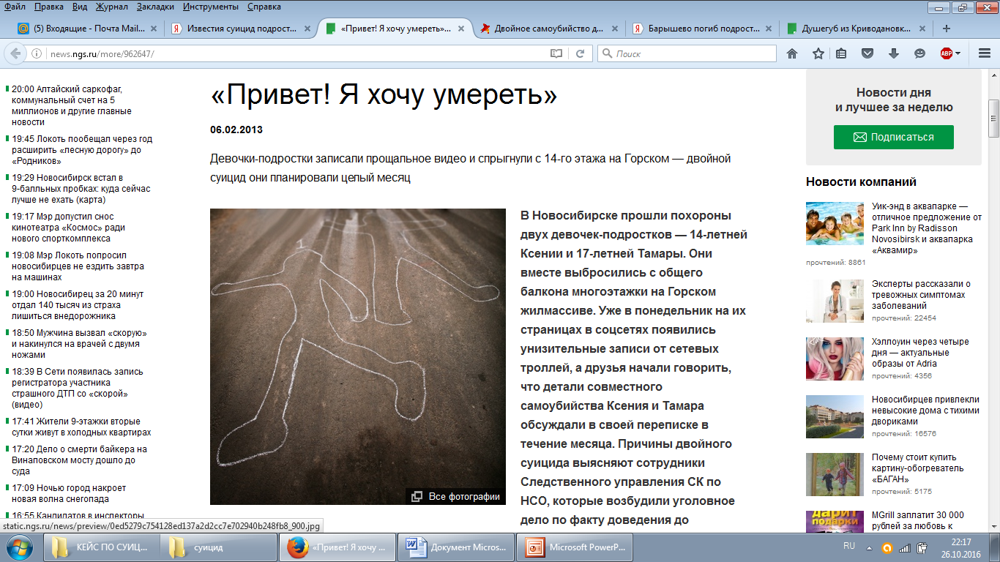 Файл Правка Вид Журнал Закладки Инструменты Справка
(5) Входящие - Почта Mail...
Известия суицид подрост...
«Привет! Я хочу умереть»...
Двойное самоубийство д...
Барышево погиб подрост...
Душегуб из Криводановк...
news.ngs.ru/more/962647/
Поиск
ABP
20:00 Алтайский саркофаг,
коммунальный счет на 5
миллионов и другие главные
новости
19:45 Локоть пообещал через год
расширить «лесную дорогу» до
«Родников»
19:29 Новосибирск встал в
9-балльных пробках: куда сейчас
лучше не ехать (карта)
19:17 Мэр допустил снос
кинотеатра «Космос» ради
нового спорткомплекса
19:08 Мэр Локоть попросил
новосибирцев не ездить завтра
на машинах
19:00 Новосибирец за 20 минут
отдал 140 тысяч из страха
лишиться внедорожника
18:50 Мужчина вызвал «скорую»
и накинулся на врачей с двумя
ножами
18:39 В Сети появилась запись
регистратора участника
страшного ДТП со «скорой»
(видео)
17:41 Жители 9-этажки вторые
сутки живут в холодных квартирах
17:20 Дело о смерти байкера на
Винаповском мосту дошло до
суда
17:09 Ночью город накроет
новая волна снегопада
16:55 Кандидатов в инспекторы
«Привет! Я хочу умереть»
06.02.2013
Девочки-подростки записали прощальное видео и спрыгнули с 14-го этажа на Горском — двойной
суицид они планировали целый месяц
Все фотографии
В Новосибирске прошли похороны
двух девочек-подростков — 14-летней
Ксении и 17-летней Тамары. Они
вместе выбросились с общего
балкона многоэтажки на Горском
жилмассиве. Уже в понедельник на их
страницах в соцсетях появились
унизительные записи от сетевых
троллей, а друзья начали говорить,
что детали совместного
самоубийства Ксения и Тамара
обсуждали в своей переписке в
течение месяца. Причины двойного
суицида выясняют сотрудники
Следственного управления СК по
НСО, которые возбудили уголовное
дело по факту доведения до
Новости дня
и лучшее за неделю
Подписаться
Новости компаний
Уик-энд в аквапарке —
отличное предложение от
Park Inn by Radisson
Novosibirsk и аквапарка
«Аквамир»
прочтений: 8861
Эксперты рассказали о
тревожных симптомах
заболеваний
прочтений: 22454
Хэллоуин через четыре
дня — актуальные
образы от Adria
прочтений: 4356
Новосибирцев привлекли
невысокие дома с тихими
двориками
прочтений: 16576
Почему стоит купить
картину-обогреватель
«БАГАН»
прочтений: 5175
дарит
подарки
MGrill заплатит 30 000
рублей за любовь к
static.ngs.ru/news/preview/0ed5279c754128ed137a2d2cc7e702940b248fb8_900.jpg
КЕЙС ПО СУИЦ...
суицид
«Привет! Я хочу ...
Документ Micros...
Microsoft PowerP...
RU
22:17
26.10.2016